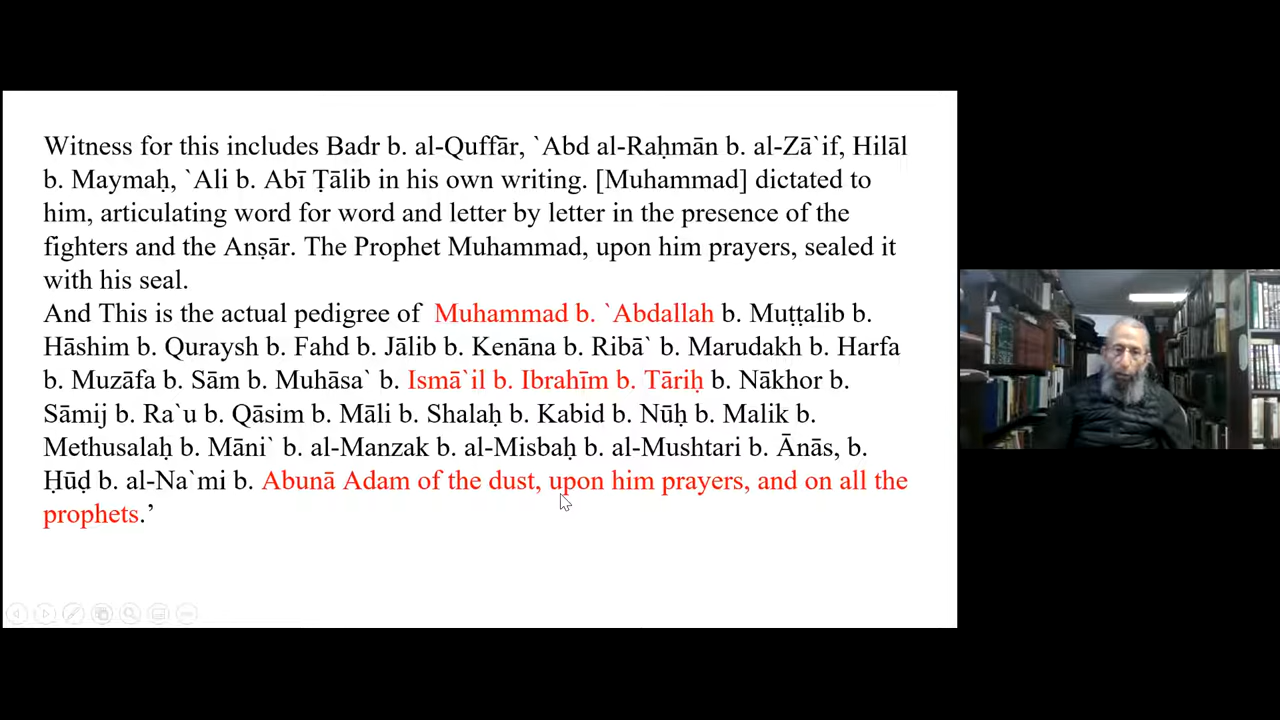 Witness for this includes Badr b. al-Quffār, `Abd al-Raḥmān b. al-Zā`if, Hilāl
b. Maymaḥ, `Ali b. Abī Ṭālib in his own writing. [Muhammad] dictated to
him, articulating word for word and letter by letter in the presence of the
fighters and the Anṣār. The Prophet Muhammad, upon him prayers, sealed it
with his seal.
And This is the actual pedigree of Muhammad b. `Abdallah b. Muṭṭalib b.
Hāshim b. Quraysh b. Fahd b. Jālib b. Kenāna b. Ribā` b. Marudakh b. Harfa
b. Muzāfa b. Sām b. Muhāsa` b. Ismā`il b. Ibrahīm b. Tāriḥ b. Nākhor b.
Sāmij b. Ra`u b. Qāsim b. Māli b. Shalaḥ b. Kabid b. Nūḥ b. Malik b.
Methusalaḥ b. Māni` b. al-Manzak b. al-Misbaḥ b. al-Mushtari b. Ānās, b.
Ḥūḍ b. al-Na`mi b. Abunā Adam of the dust, upon him prayers, and on all the
prophets.’